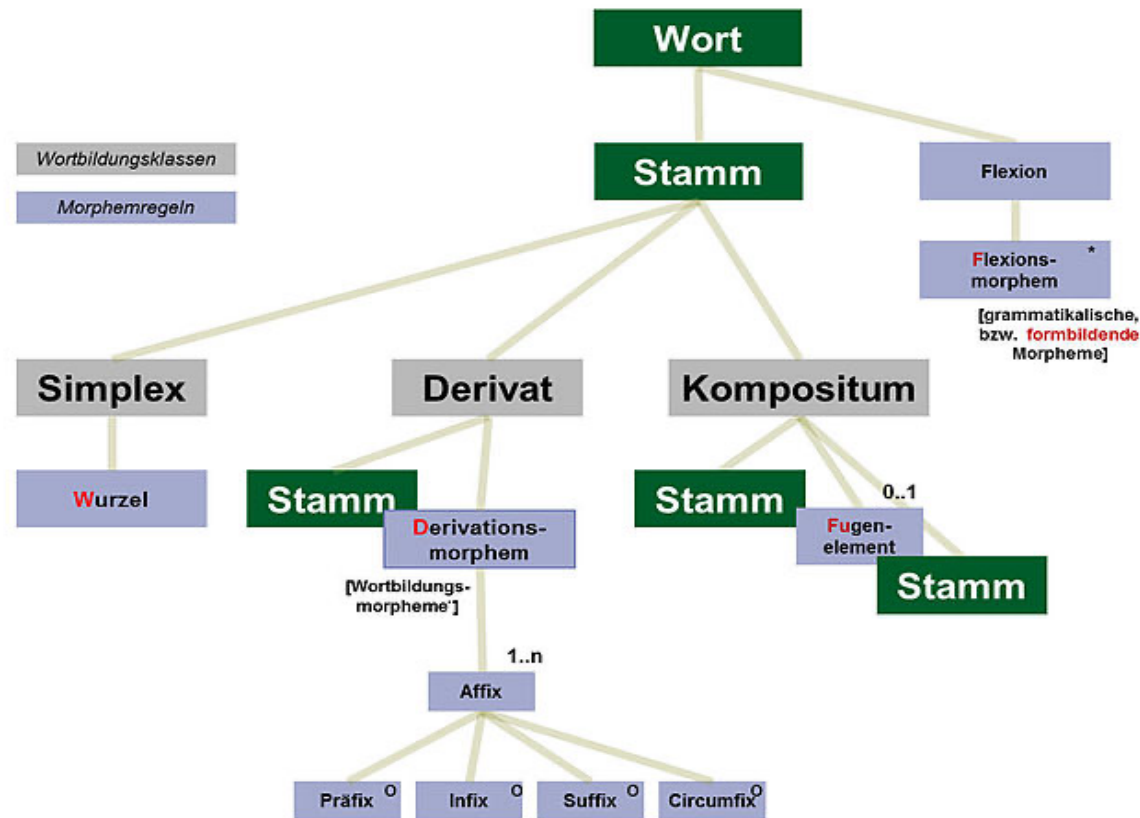 Wort
Wortbildungsklassen
Morphemregeln
Stamm
Flexion
Flexions- *
morphem
[grammatikalische,
bzw. formbildende
Morpheme]
Simplex
Derivat
Kompositum
Wurzel
Stamm
Derivations-
morphem
[Wortbildungs-
morpheme']
Stamm
0..1
Fugen-
element
Stamm
1..n
Affix
Präfix O
Infix O
Suffix O
Circumfix O